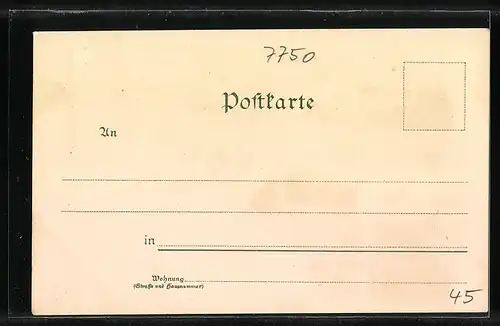 7750
Postkarte
An
in
Wohnung
(Straße und Hausnummer)
45